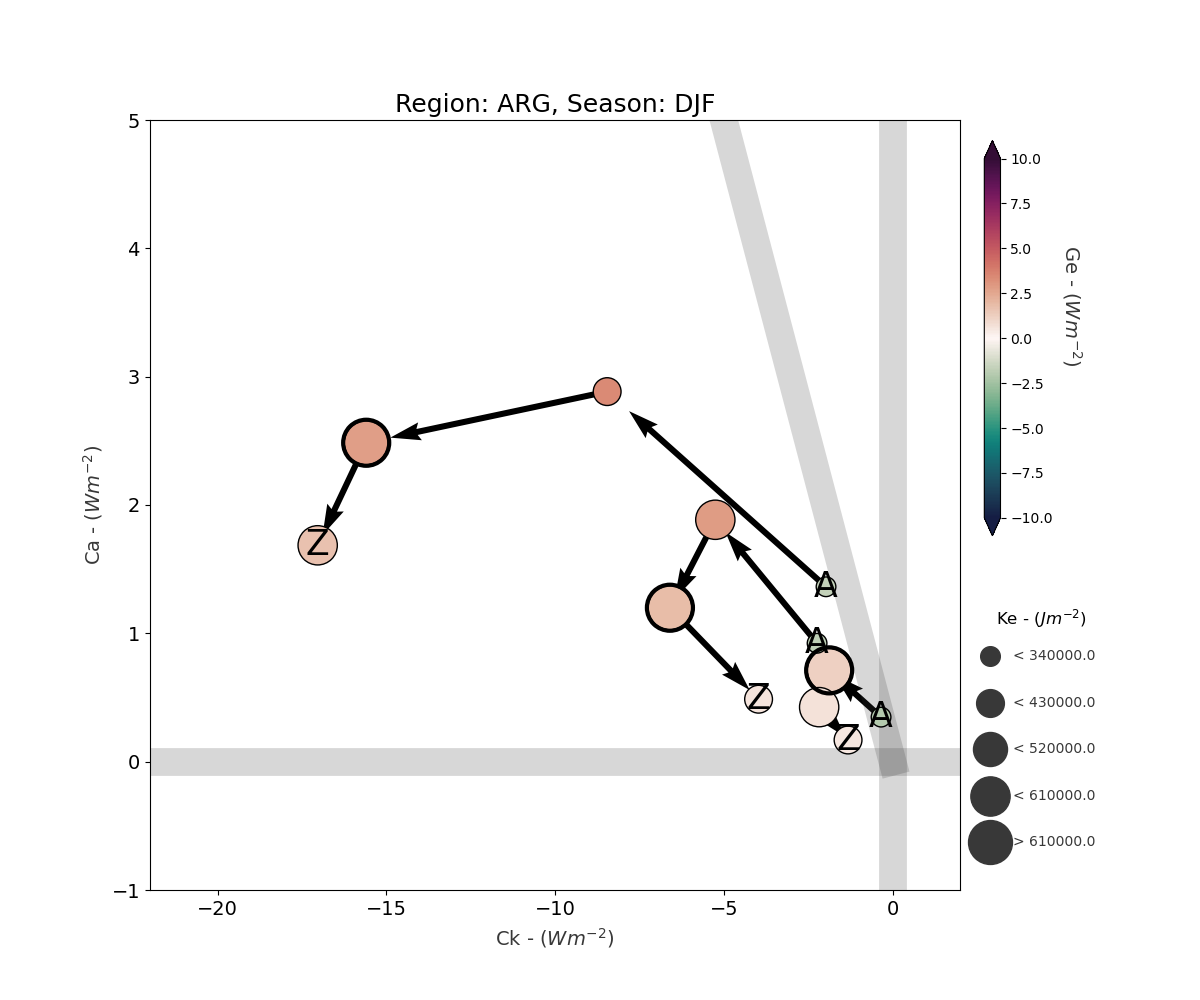 Region: ARG, Season: DJF
5
4
3
2
1
0
−1
Ca - (Wm⁻²)
−20
−15
−10
−5
0
Ck - (Wm⁻²)
A
A
A
Z
Z
Z
10.0
7.5
5.0
2.5
0.0
−2.5
−5.0
−7.5
−10.0
Ge - (Wm⁻²)
Ke - (Jm⁻²)
< 340000.0
< 430000.0
< 520000.0
< 610000.0
> 610000.0